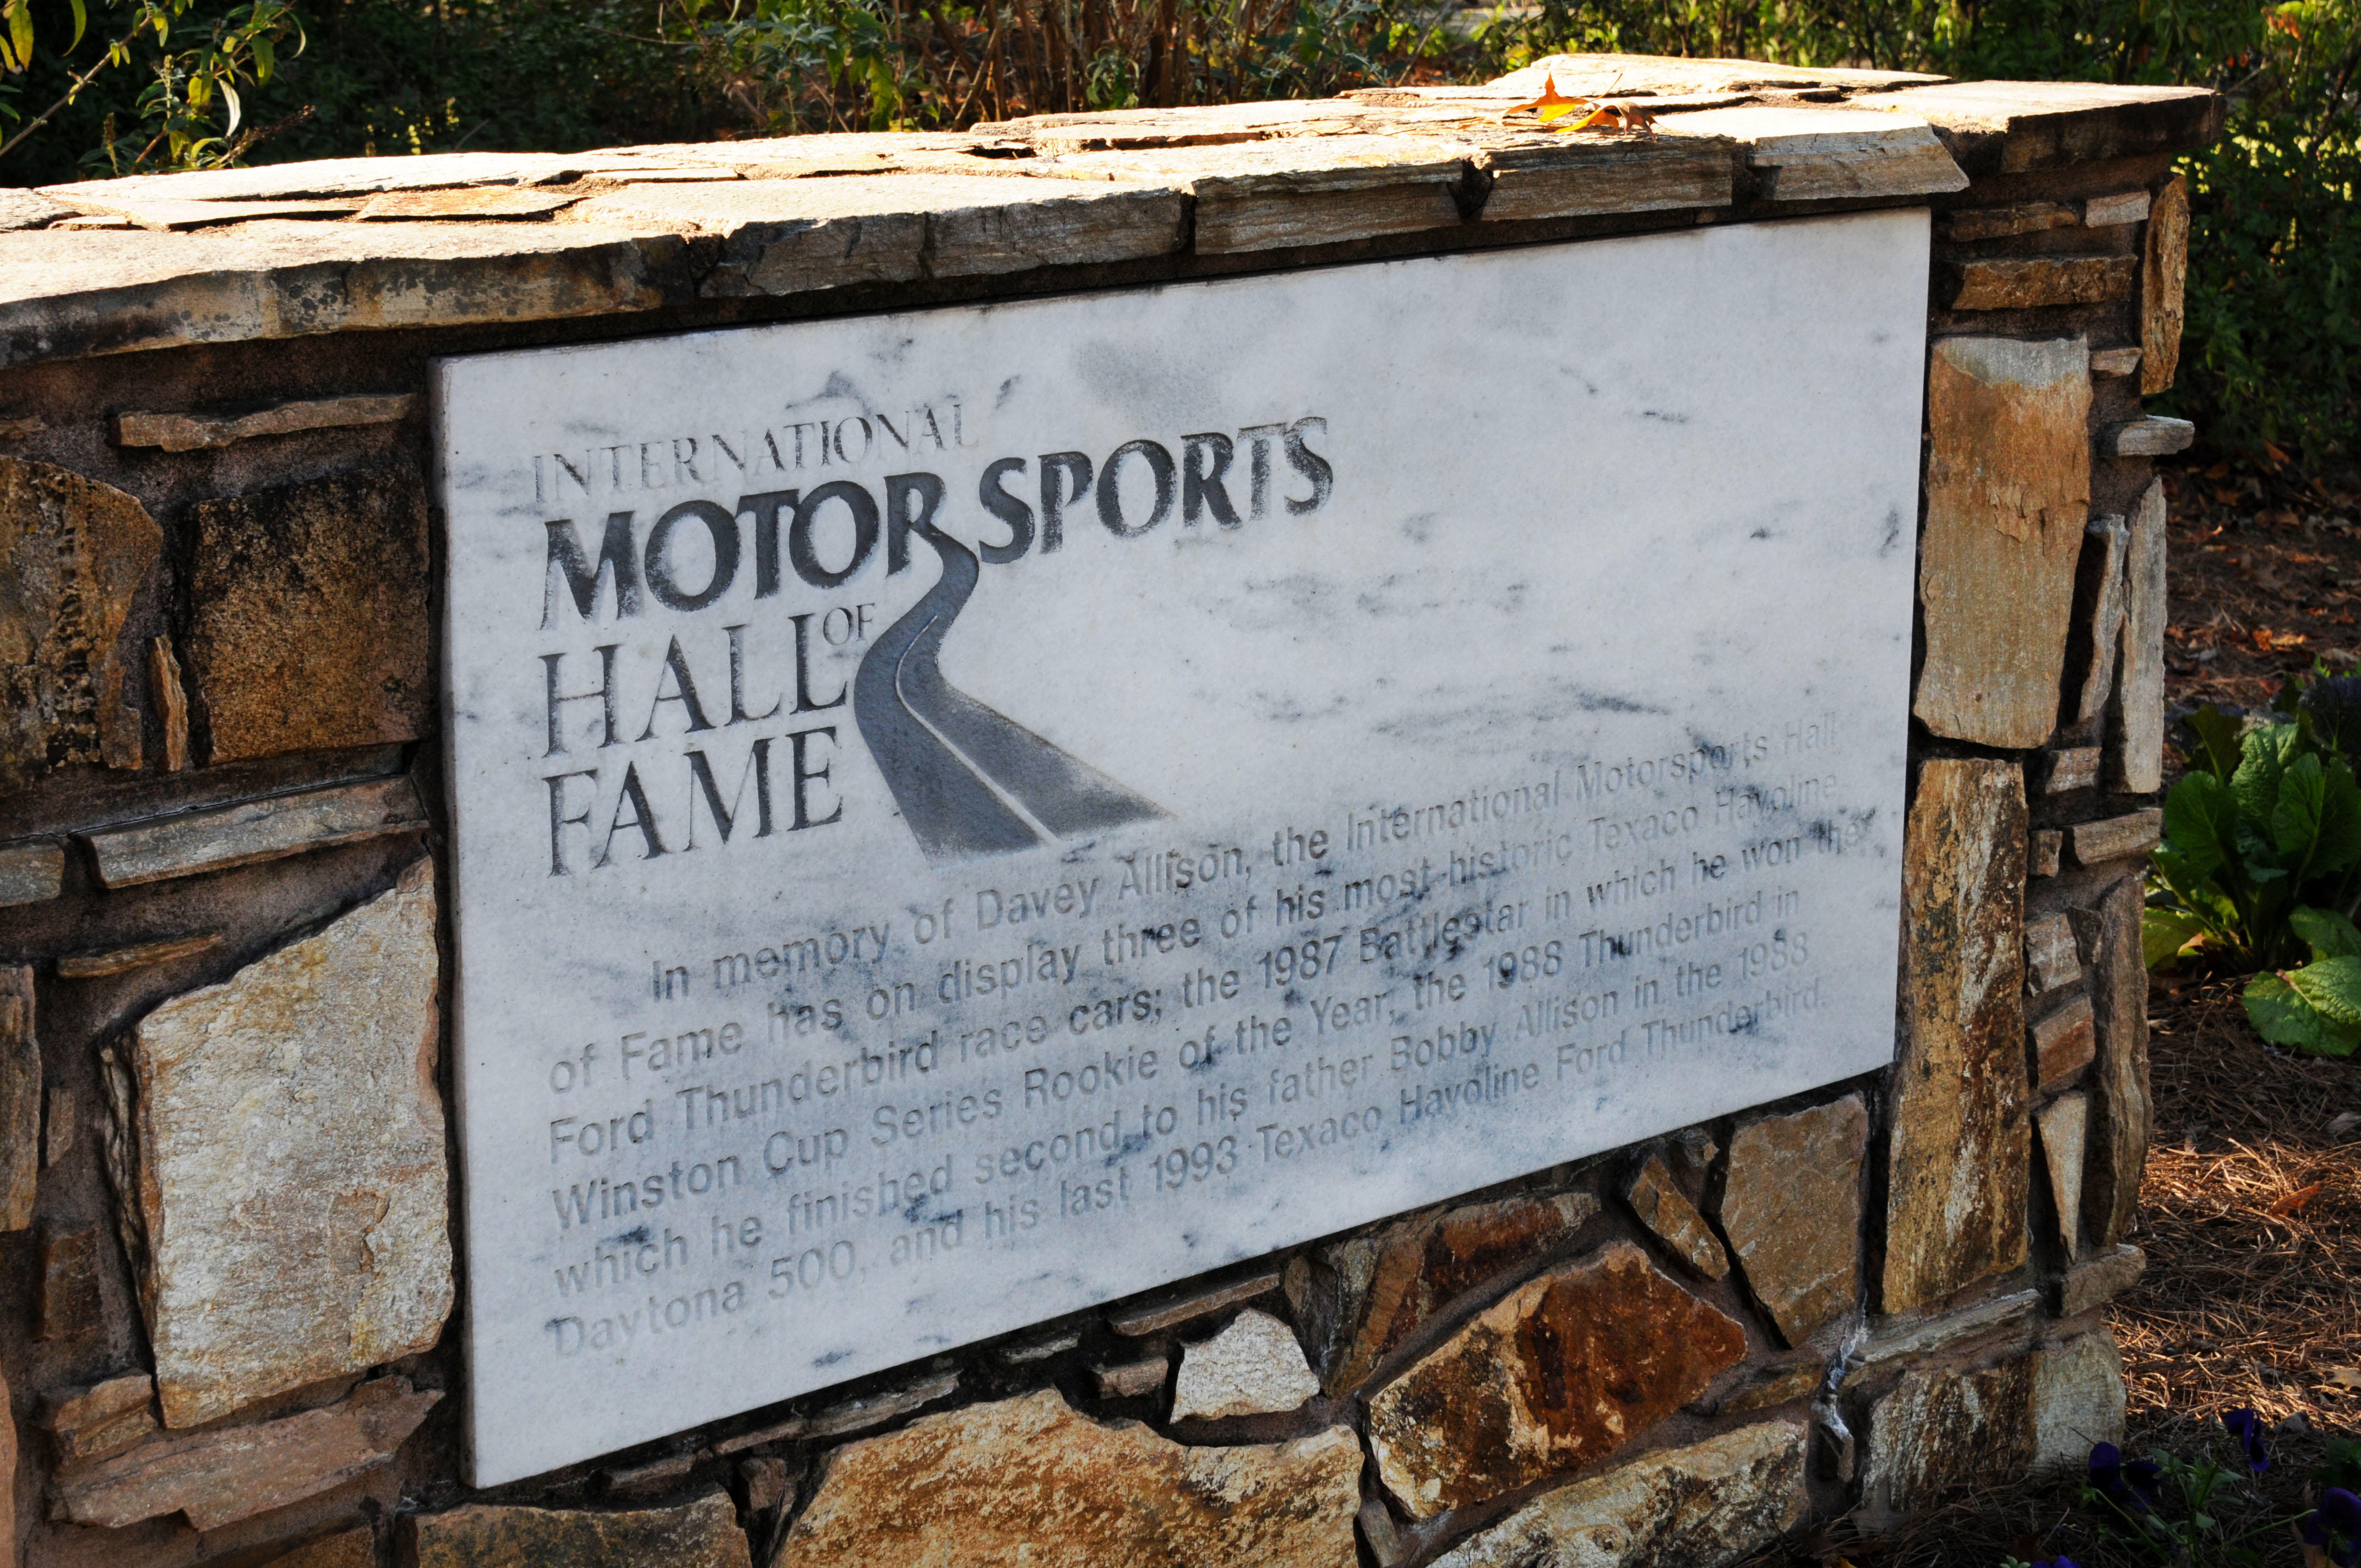 INTERNATIONAL
MOTORSPORTS
HALL OF
FAME
In memory of Davey Allison, the International Motorsports Hall
of Fame has on display three of his most historic Texaco Havoline
Ford Thunderbird race cars; the 1987 Battlestar in which he won the
Winston Cup Series Rookie of the Year, the 1988 Thunderbird in
which he finished second to his father Bobby Allison in the 1988
Daytona 500, and his last 1993 Texaco Havoline Ford Thunderbird.